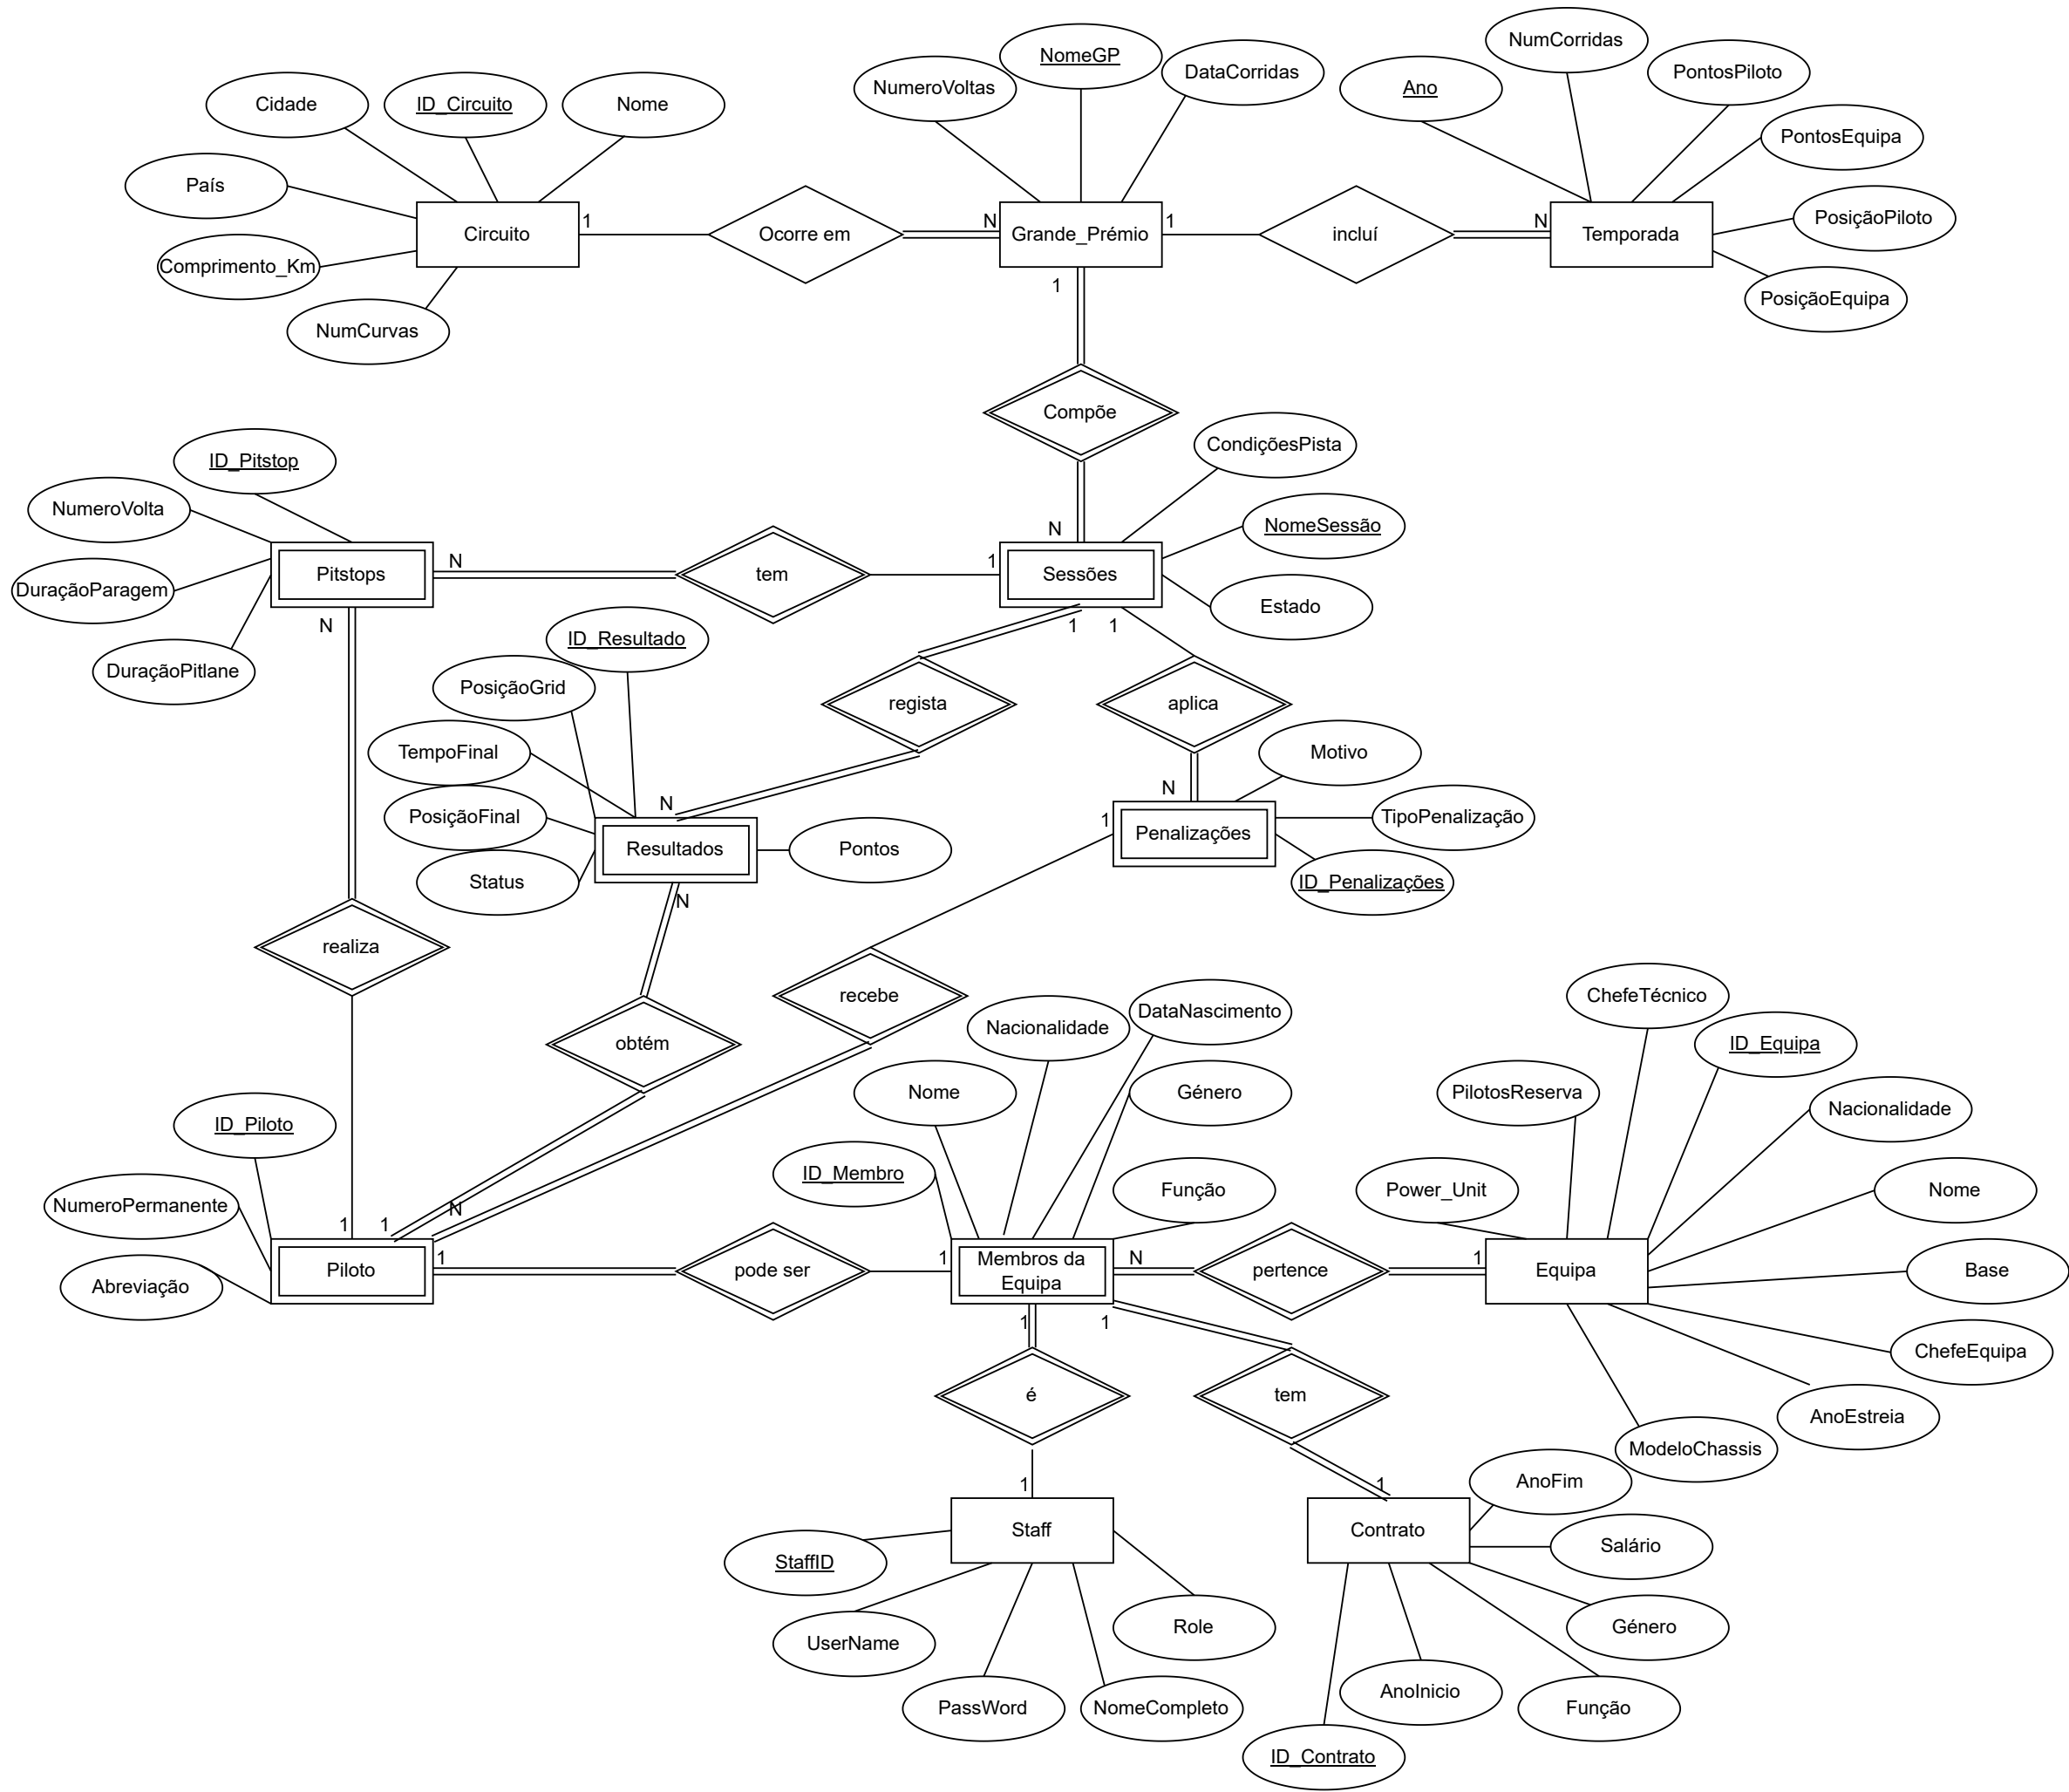 NumCorridas
NomeGP
DataCorridas
PontosPiloto
NumeroVoltas
Ano
Cidade
ID_Circuito
Nome
PontosEquipa
País
PosiçãoPiloto
Circuito
1
Ocorre em
N
Grande_Prémio
1
incluí
N
Temporada
Comprimento_Km
PosiçãoEquipa
NumCurvas
1
Compõe
CondiçõesPista
ID_Pitstop
NumeroVolta
NomeSessão
N
Pitstops
N
tem
1
Sessões
DuraçãoParagem
Estado
N
1
1
ID_Resultado
DuraçãoPitlane
PosiçãoGrid
regista
aplica
TempoFinal
Motivo
N
N
PosiçãoFinal
1
Penalizações
TipoPenalização
Resultados
Pontos
Status
ID_Penalizações
N
realiza
recebe
ChefeTécnico
DataNascimento
Nacionalidade
obtém
ID_Equipa
Nome
Género
PilotosReserva
Nacionalidade
ID_Piloto
ID_Membro
Função
Power_Unit
Nome
NumeroPermanente
N
1
1
Piloto
1
pode ser
1
Membros da
Equipa
N
pertence
1
Equipa
Base
Abreviação
1
1
ChefeEquipa
é
tem
AnoEstreia
ModeloChassis
1
1
AnoFim
Staff
Contrato
Salário
StaffID
Role
Género
UserName
AnoInicio
PassWord
NomeCompleto
Função
ID_Contrato